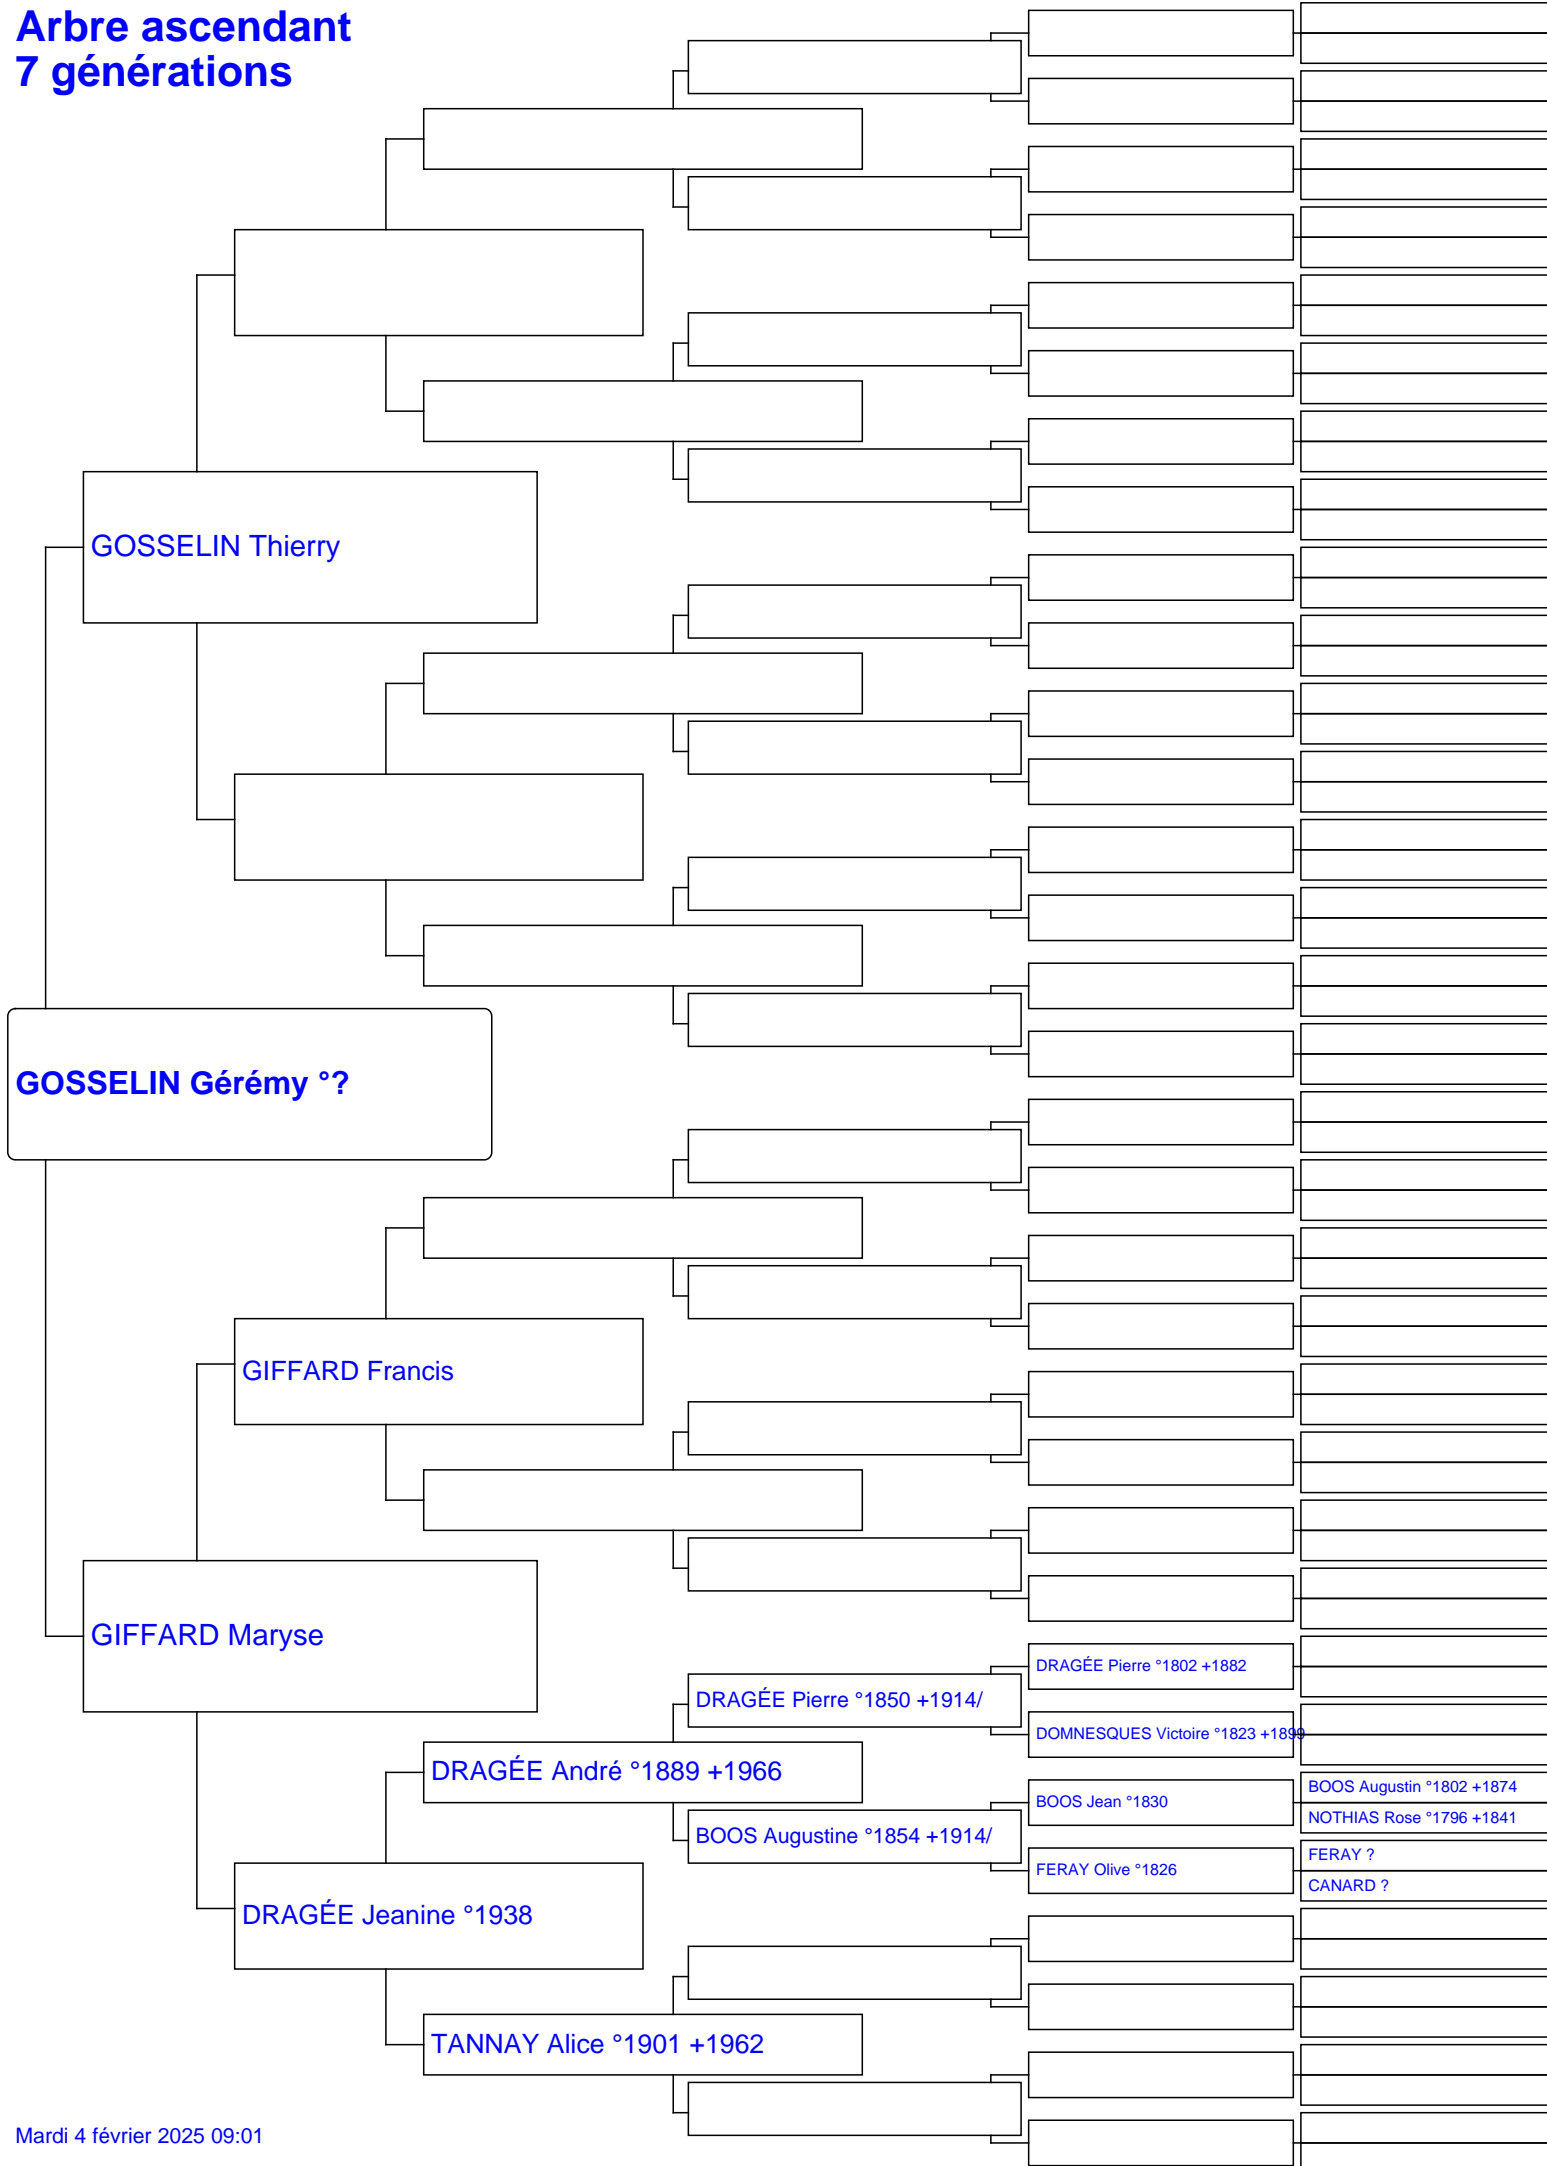 Arbre ascendant
7 générations
GOSSELIN Thierry
GOSSELIN Gérémy °?
GIFFARD Francis
GIFFARD Maryse
DRAGÉE Pierre °1802 +1882
DRAGÉE Pierre °1850 +1914/
DOMNESQUES Victoire °1823 +1899
DRAGÉE André °1889 +1966
BOOS Augustin °1802 +1874
BOOS Jean °1830
NOTHIAS Rose °1796 +1841
BOOS Augustine °1854 +1914/
FERAY ?
FERAY Olive °1826
CANARD ?
DRAGÉE Jeanine °1938
TANNAY Alice °1901 +1962
Mardi 4 février 2025 09:01